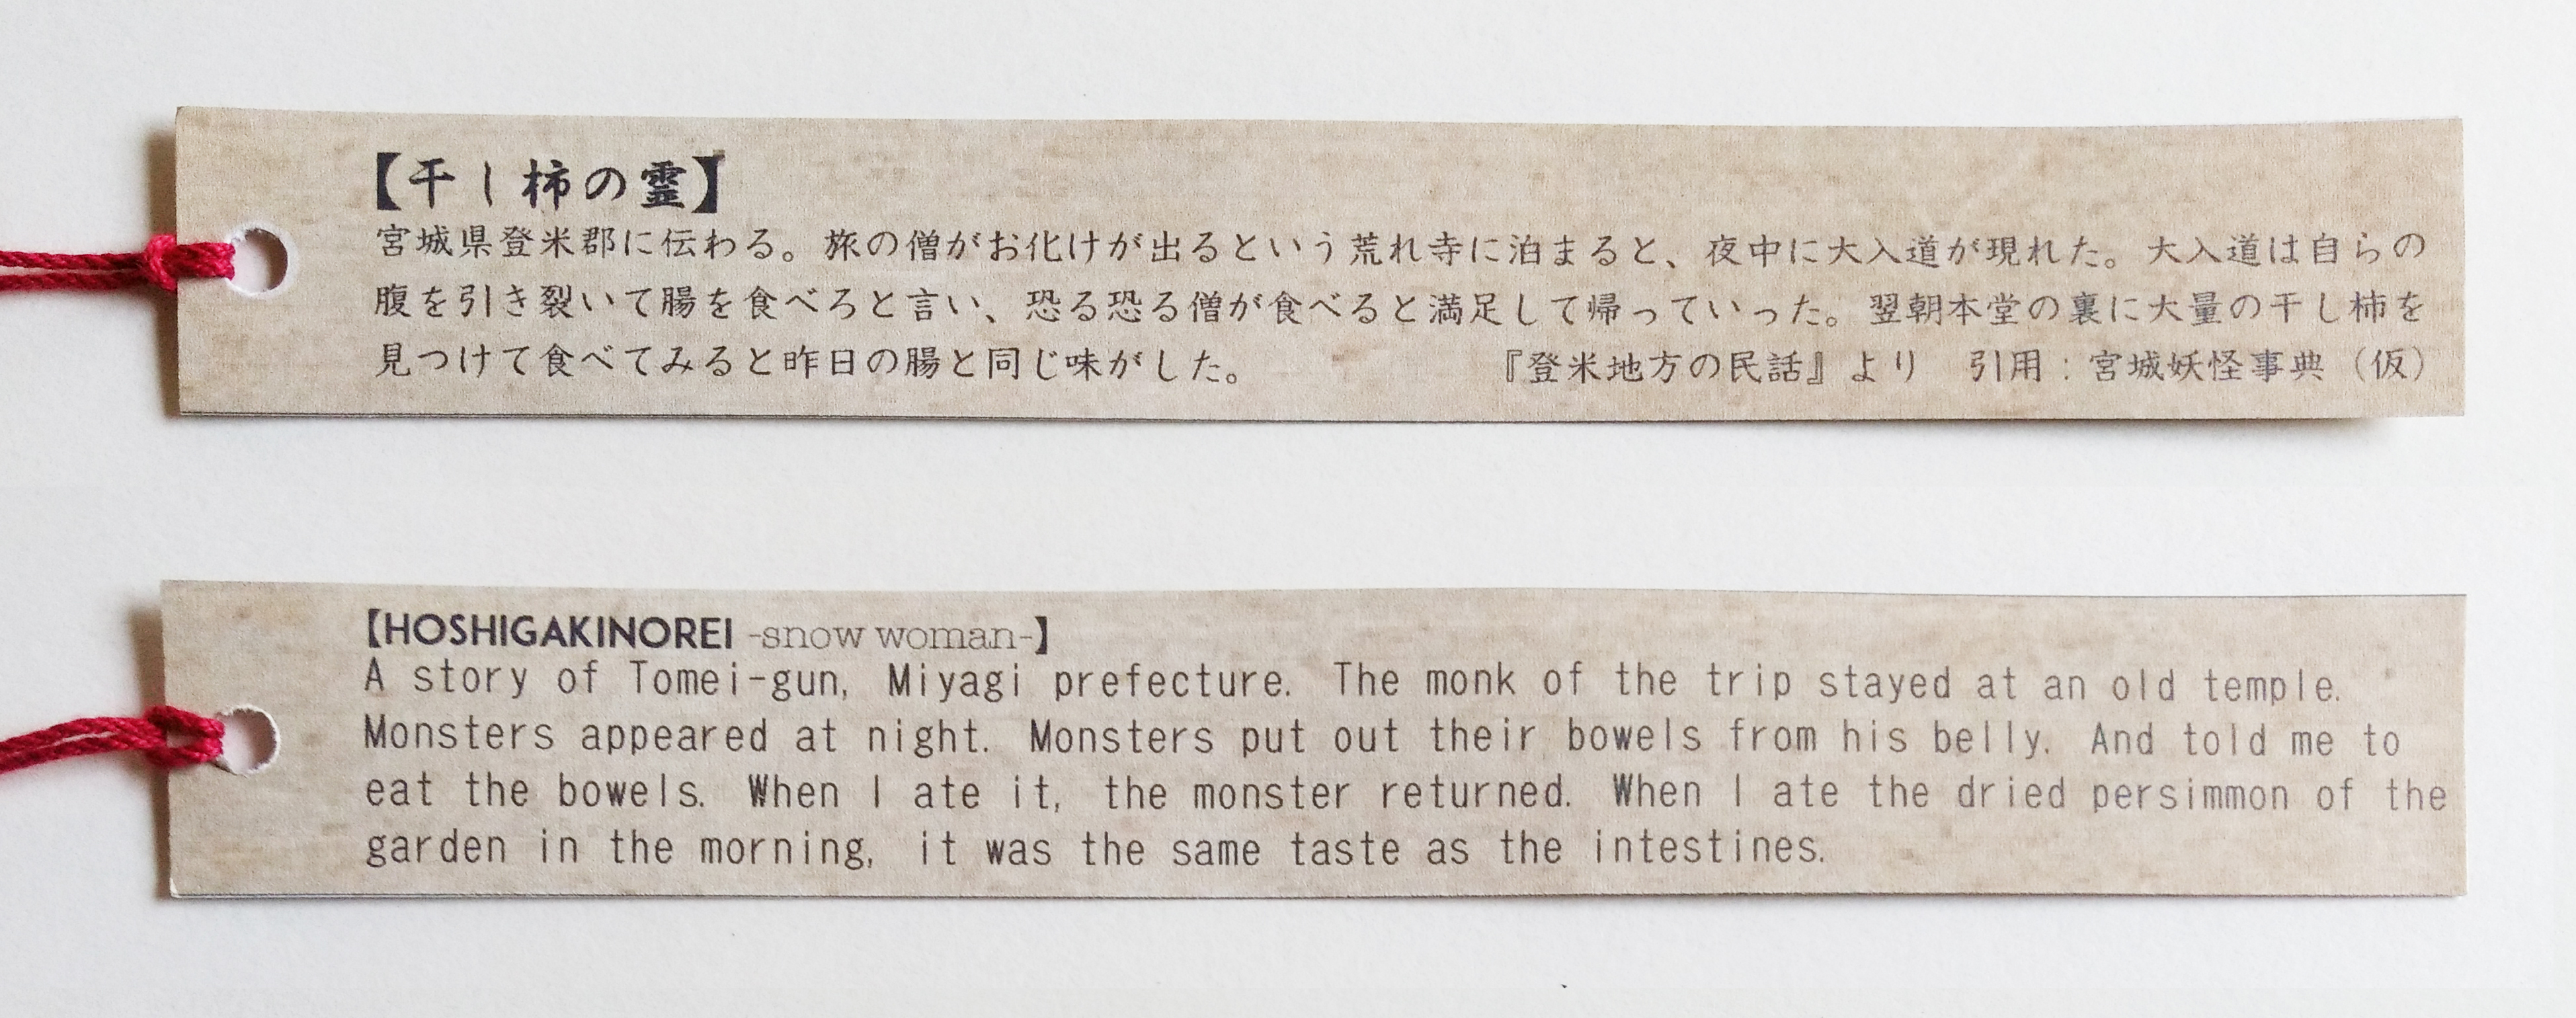 【干し柿の霊】
宮城県登米郡に伝わる。旅の僧がお化けが出るという荒れ寺に泊まると、夜中に大入道が現れた。大入道は自らの
腹を引き裂いて腸を食べろと言い、恐る恐る僧が食べると満足して帰っていった。翌朝本堂の裏に大量の干し柿を
見つけて食べてみると昨日の腸と同じ味がした。 『登米地方の民話』より 引用：宮城妖怪事典（仮）
【HOSHIGAKINOREI -snow woman-】
A story of Tomei-gun, Miyagi prefecture. The monk of the trip stayed at an old temple.
Monsters appeared at night. Monsters put out their bowels from his belly. And told me to
eat the bowels. When I ate it, the monster returned. When I ate the dried persimmon of the
garden in the morning, it was the same taste as the intestines.